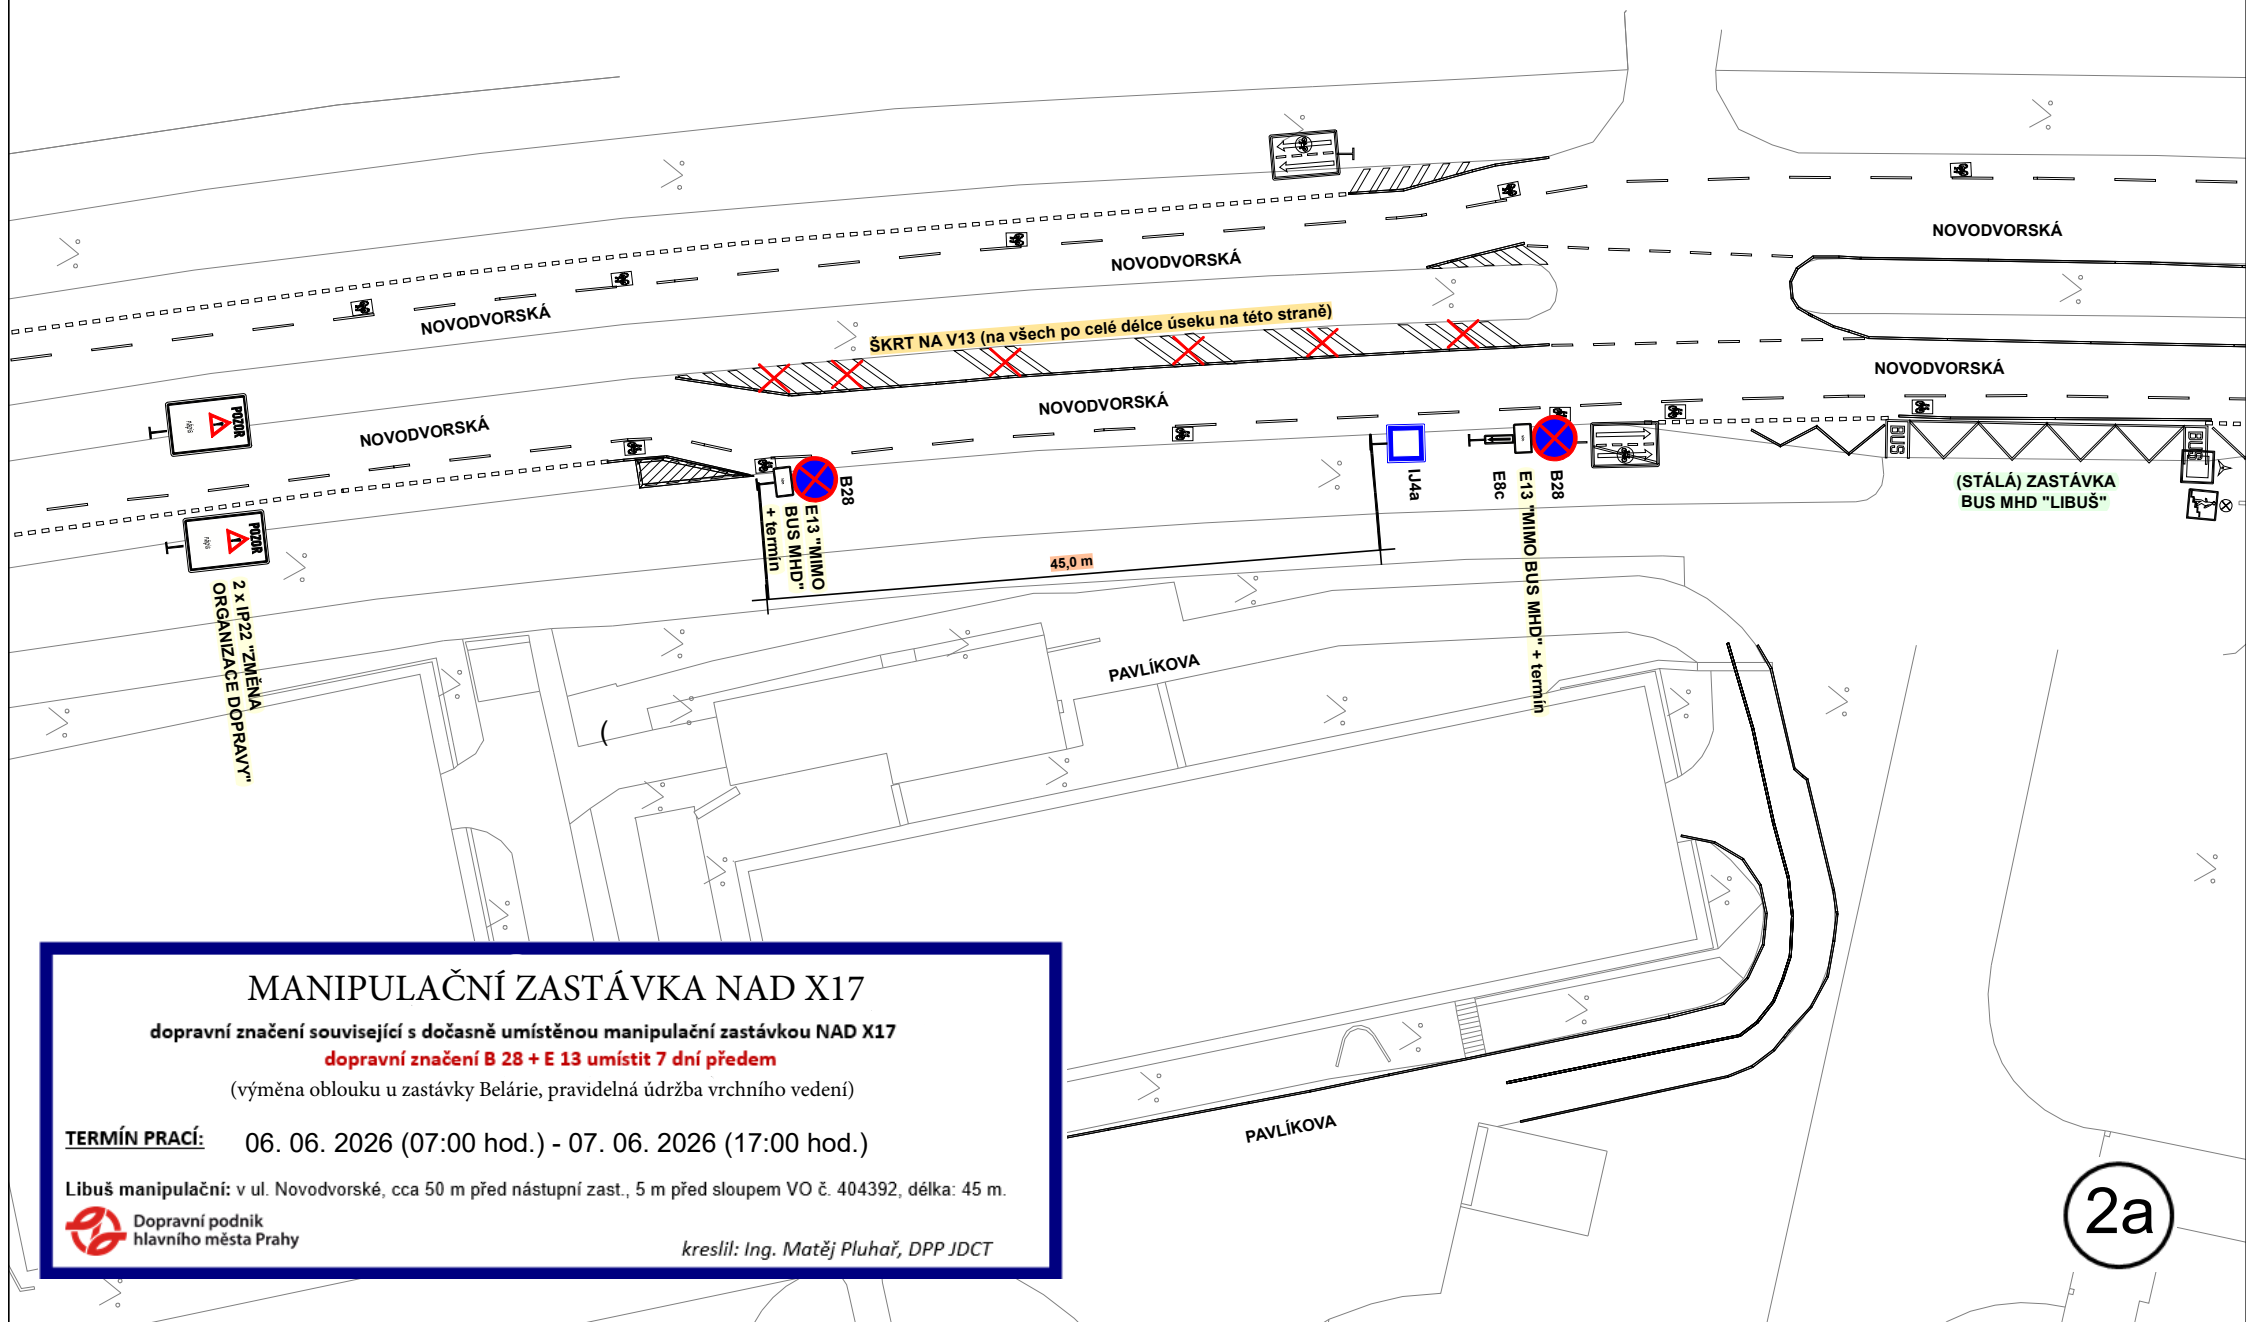 NOVODVORSKÁ
NOVODVORSKÁ
NOVODVORSKÁ
ŠKRT NA V13 (na všech po celé délce úseku na této straně)
NOVODVORSKÁ
NOVODVORSKÁ
NOVODVORSKÁ
POZOR
nápis
POZOR
nápis
2 x IP22 "ZMĚNA
ORGANIZACE DOPRAVY"
B28
E13 "MIMO
BUS MHD"
+ termín
45,0 m
IJ4a
E8c
E13 "MIMO BUS MHD" + termín
B28
BUS
BUS
(STÁLÁ) ZASTÁVKA
BUS MHD "LIBUŠ"
PAVLÍKOVA
(
PAVLÍKOVA
MANIPULAČNÍ ZASTÁVKA NAD X17
dopravní značení související s dočasně umístěnou manipulační zastávkou NAD X17
dopravní značení B 28 + E 13 umístit 7 dní předem
(výměna oblouku u zastávky Belárie, pravidelná údržba vrchního vedení)
TERMÍN PRACÍ: 06. 06. 2026 (07:00 hod.) - 07. 06. 2026 (17:00 hod.)
Libuš manipulační: v ul. Novodvorské, cca 50 m před nástupní zast., 5 m před sloupem VO č. 404392, délka: 45 m.
Dopravní podnik
hlavního města Prahy
kreslil: Ing. Matěj Pluhař, DPP JDCT
2a